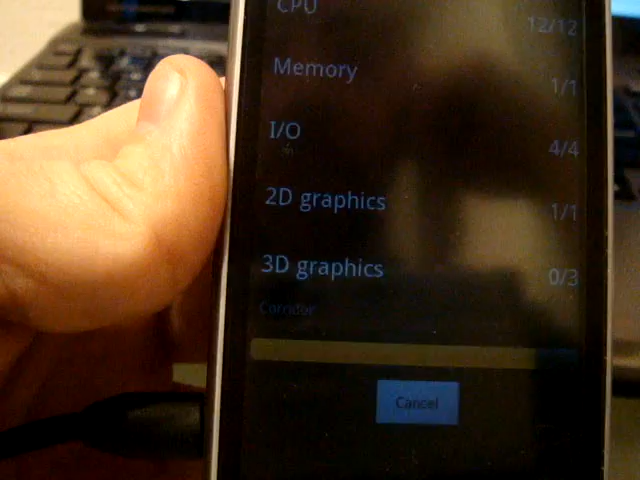 CPU 12/12
Memory 1/1
I/O 4/4
2D graphics 1/1
3D graphics 0/3
Corridor
Cancel